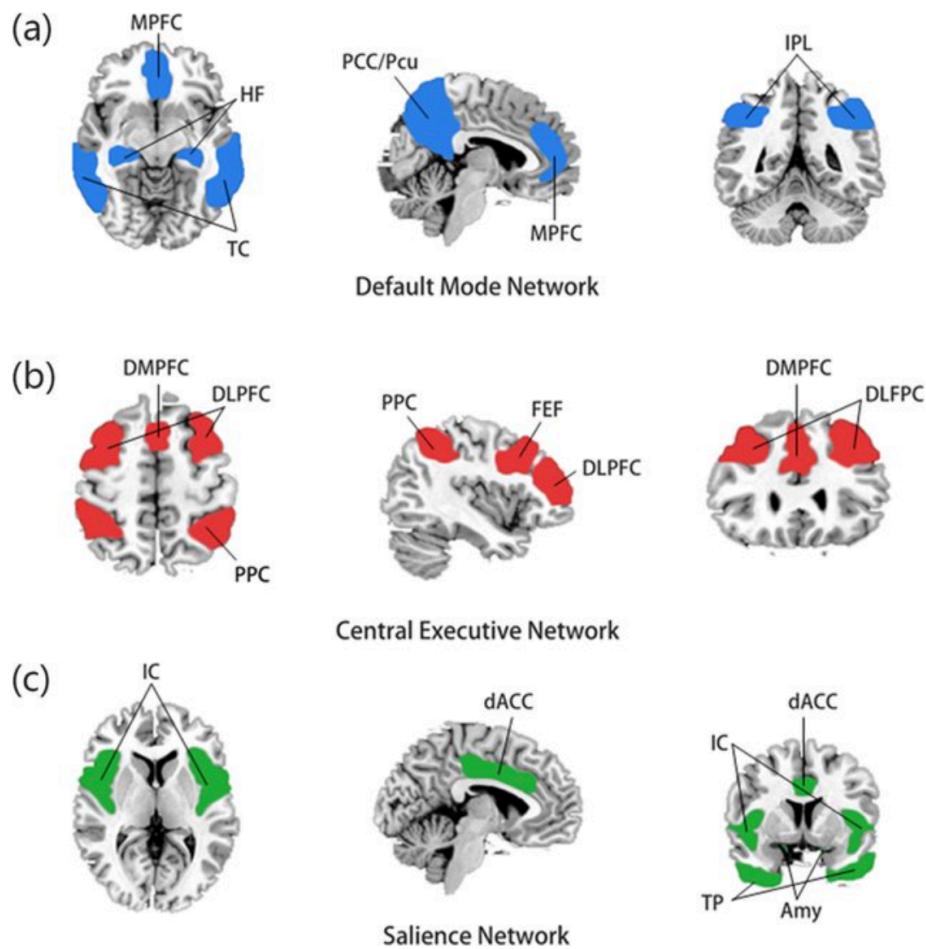 (a)
MPFC
HF
TC
PCC/Pcu
MPFC
IPL
Default Mode Network
(b)
DMPFC
DLPFC
PPC
PPC
FEF
DLPFC
DMPFC
DLFPC
Central Executive Network
(c)
IC
dACC
dACC
IC
TP
Amy
Salience Network